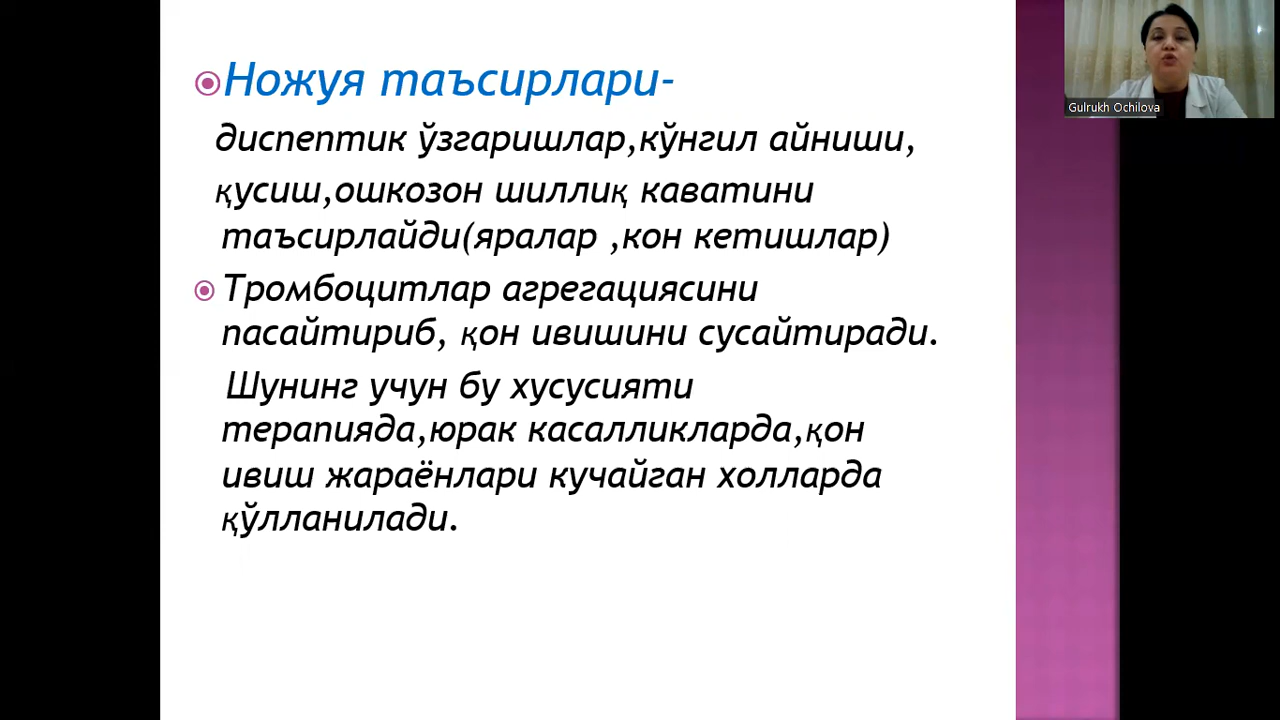 Ножуя таъсирлари-
диспептик ўзгаришлар,кўнгил айниши,
қусиш,ошкозон шиллиқ каватини
таъсирлайди(яралар ,кон кетишлар)
Тромбоцитлар агрегациясини
пасайтириб, қон ивишини сусайтиради.
Шунинг учун бу хусусияти
терапияда,юрак касалликларда,қон
ивиш жараёнлари кучайган холларда
қўлланилади.
Gulrukh Ochilova